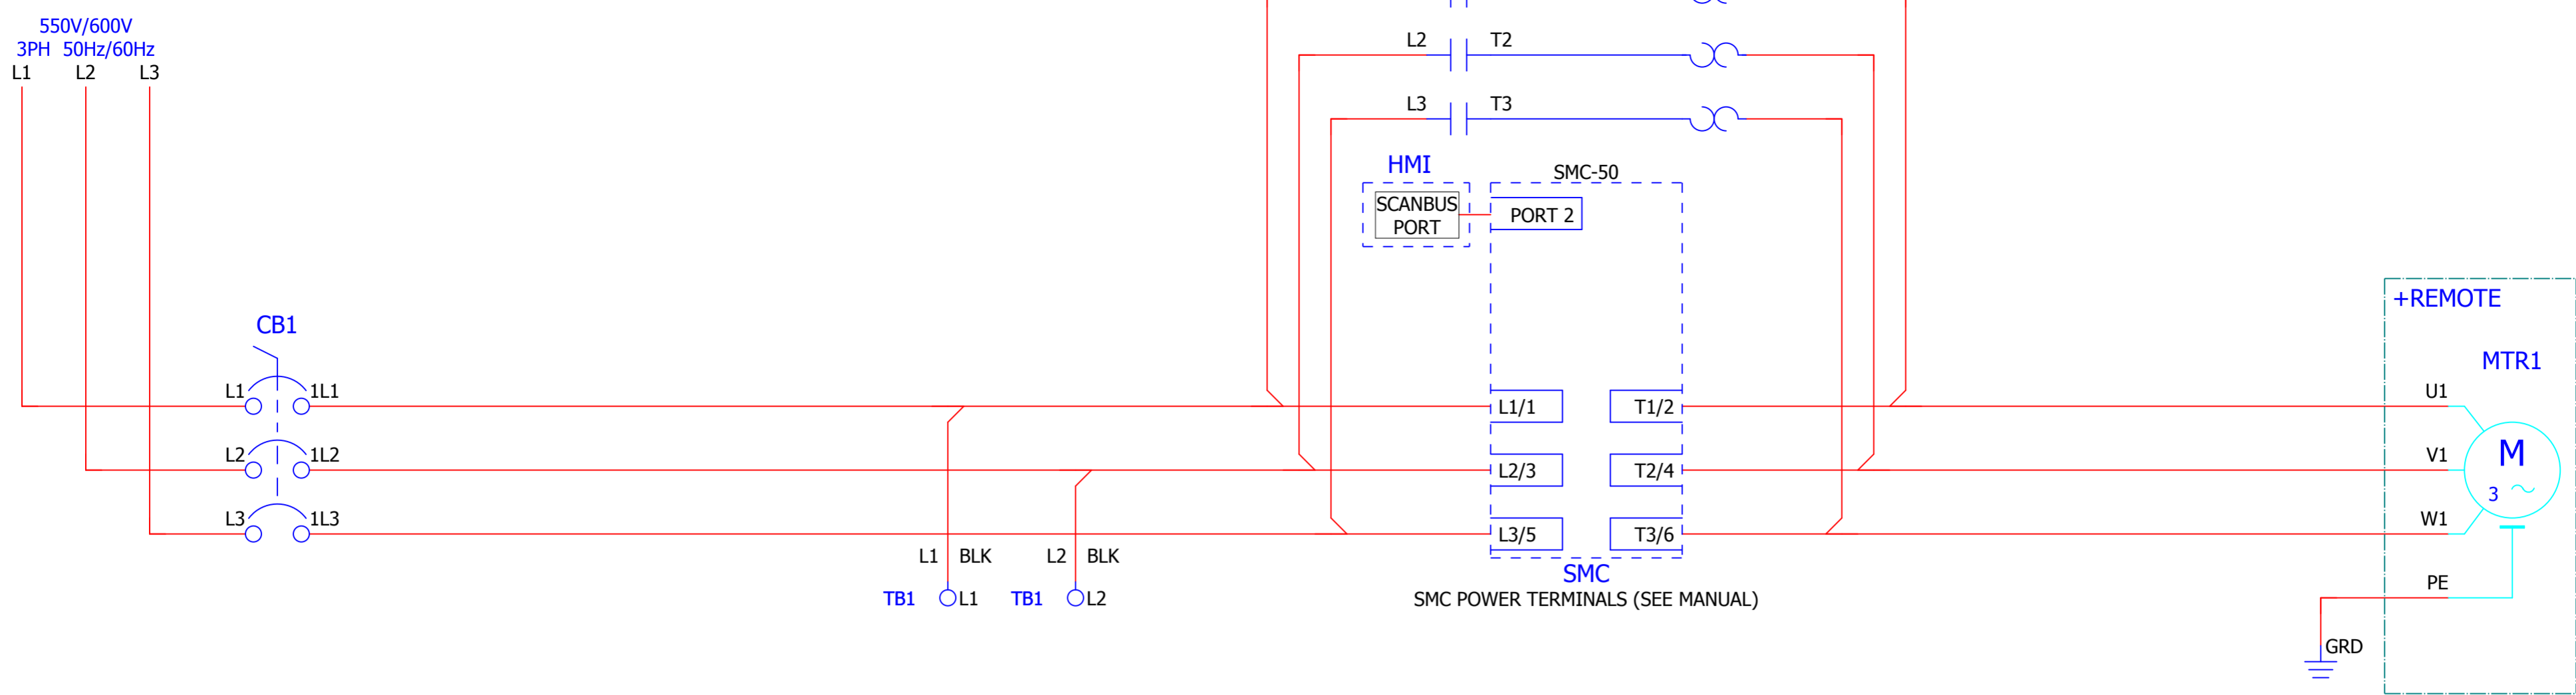 550V/600V
3PH 50Hz/60Hz
L1 L2 L3
L2 T2
L3 T3
HMI
SMC-50
SCANBUS
PORT
PORT 2
+REMOTE
CB1
MTR1
L1 1L1
L1/1 T1/2
U1
L2 1L2
L2/3 T2/4
V1
M
3
L3 1L3
L3/5 T3/6
W1
L1 BLK L2 BLK
SMC
TB1 L1 TB1 L2
SMC POWER TERMINALS (SEE MANUAL)
PE
GRD